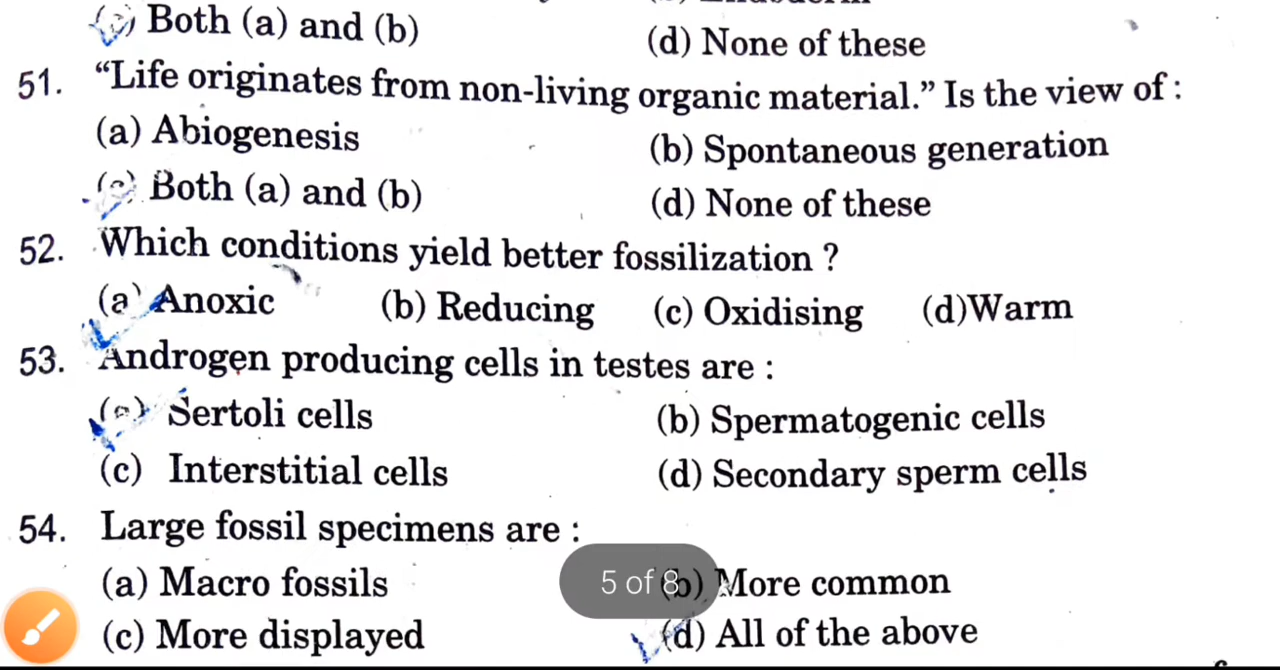 (c) Both (a) and (b)
(d) None of these
51. “Life originates from non-living organic material.” Is the view of :
(a) Abiogenesis (b) Spontaneous generation
(c) Both (a) and (b) (d) None of these
52. Which conditions yield better fossilization ?
(a) Anoxic (b) Reducing (c) Oxidising (d)Warm
53. Androgen producing cells in testes are :
(a) Sertoli cells (b) Spermatogenic cells
(c) Interstitial cells (d) Secondary sperm cells
54. Large fossil specimens are :
(a) Macro fossils (b) More common
5 of 8
(c) More displayed (d) All of the above